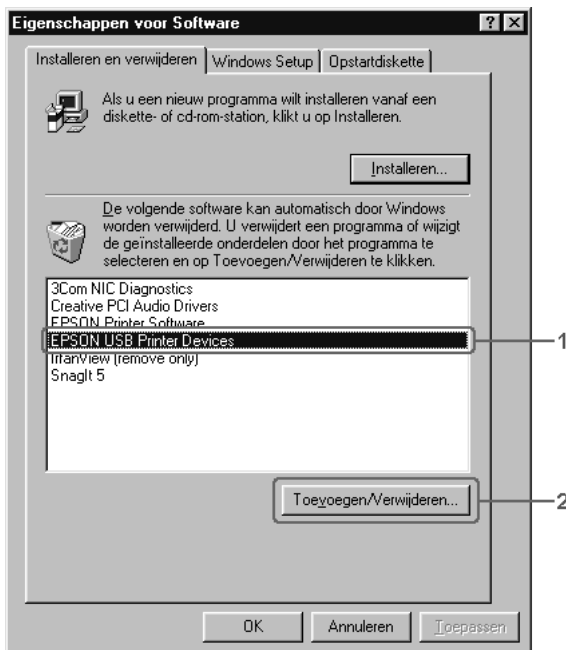 Eigenschappen voor Software
Installeren en verwijderen
Windows Setup
Opstartdiskette
Als u een nieuw programma wilt installeren vanaf een
diskette- of cd-rom-station, klikt u op Installeren.
Installeren...
De volgende software kan automatisch door Windows
worden verwijderd. U verwijdert een programma of wijzigt
de geïnstalleerde onderdelen door het programma te
selecteren en op Toevoegen/Verwijderen te klikken.
3Com NIC Diagnostics
Creative PCI Audio Drivers
EPSON Printer Software
EPSON USB Printer Devices
1
IrfanView (remove only)
SnagIt 5
Toevoegen/Verwijderen...
2
OK
Annuleren
Toepassen